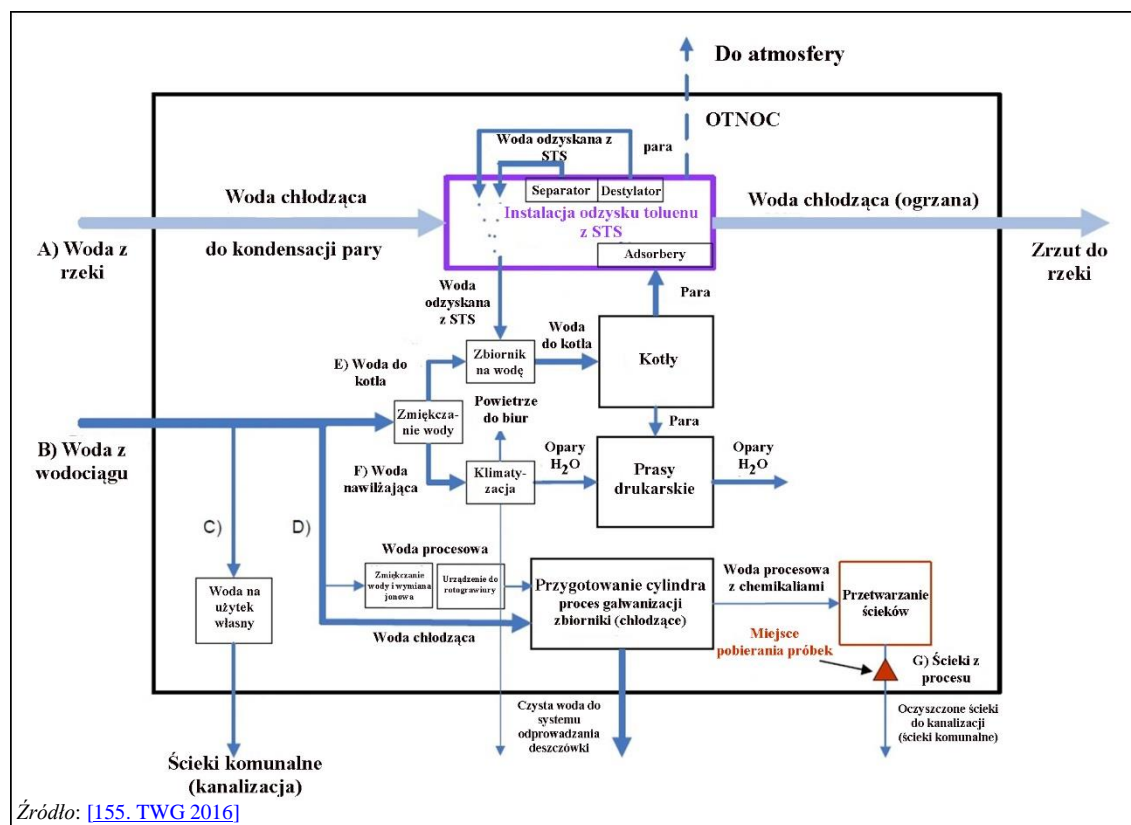 Do atmosfery
OTNOC
Woda odzyskana z
STS
para
Woda chłodząca
do kondensacji pary
Separator
Destylator
Instalacja odzysku toluenu
z STS
Adsorbery
Woda chłodząca (ogrzana)
A) Woda z
rzeki
Zrzut do
rzeki
Woda
odzyskana
z STS
Para
E) Woda do
kotła
Zbiornik
na wodę
Woda
do kotła
Kotły
Zmiękcza-
nie wody
Powietrze
do biur
Para
B) Woda z
wodociągu
F) Woda
nawilżająca
Klimaty-
zacja
Opary
H2O
Prasy
drukarskie
Opary
H2O
C)
D)
Woda procesowa
Zmiękczanie
wody i wymiana
jonowa
Urządzenie do
rotograwiury
Przygotowanie cylindra
proces galwanizacji
zbiorniki (chłodzące)
Woda procesowa
z chemikaliami
Przetwarzanie
ścieków
Woda na
użytek
własny
Woda chłodząca
Miejsce
pobierania próbek
G) Ścieki z
procesu
Czysta woda do
systemu
odprowadzania
deszczówki
Oczyszczone ścieki
do kanalizacji
(ścieki komunalne)
Ścieki komunalne
(kanalizacja)
Źródło: [155. TWG 2016]